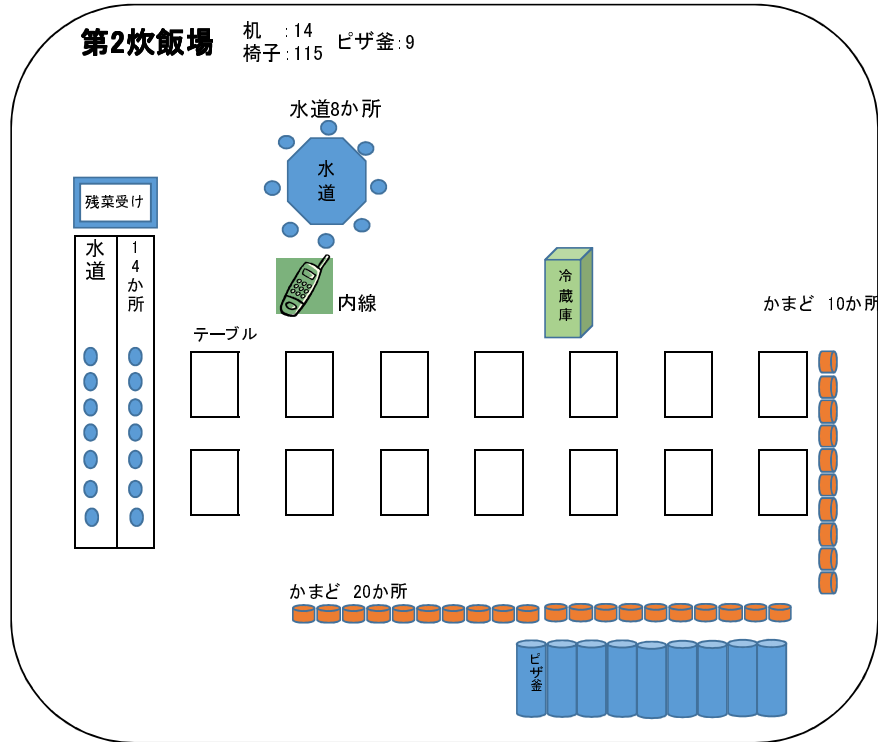 第2炊飯場
机　:14
椅子:115
ピザ釜:9
水道8か所
水道
残菜受け
水道
14か所
内線
冷蔵庫
かまど 10か所
テーブル
かまど 20か所
ピザ釜